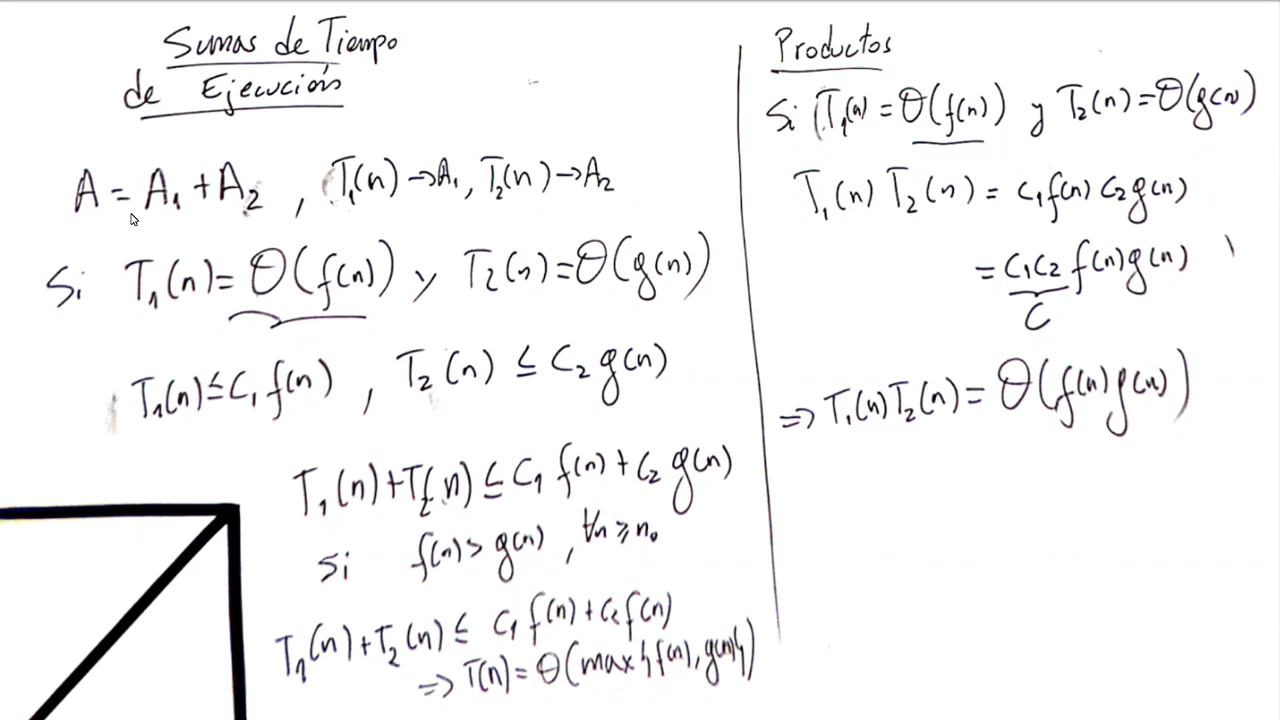 Sumas de Tiempo
de Ejecución
A = A₁ + A₂ , T₁(n) → A₁, T₂(n) → A₂
Si T₁(n) = O(f(n)) y T₂(n) = O(g(n))
T₁(n) ≤ C₁ f(n) , T₂(n) ≤ C₂ g(n)
T₁(n) + T₂(n) ≤ C₁ f(n) + C₂ g(n)
Si f(n) > g(n) , ∀n ≥ n₀
T₁(n) + T₂(n) ≤ C₁ f(n) + C₂ f(n)
⇒ T(n) = O(max{f(n), g(n)})
Productos
Si T₁(n) = O(f(n)) y T₂(n) = O(g(n))
T₁(n) T₂(n) = C₁ f(n) C₂ g(n)
= C₁C₂ f(n) g(n)
C
⇒ T₁(n) T₂(n) = O(f(n) g(n))